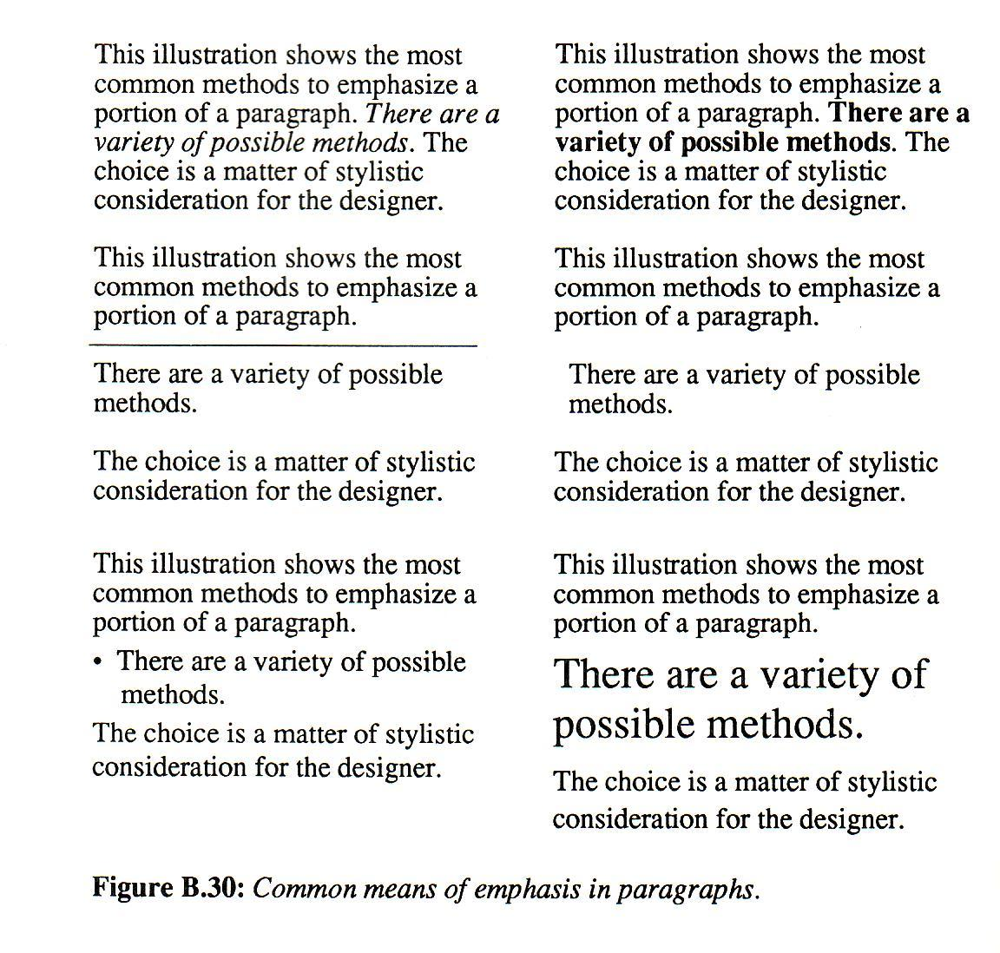 This illustration shows the most
common methods to emphasize a
portion of a paragraph. There are a
variety of possible methods. The
choice is a matter of stylistic
consideration for the designer.
This illustration shows the most
common methods to emphasize a
portion of a paragraph. There are a
variety of possible methods. The
choice is a matter of stylistic
consideration for the designer.
This illustration shows the most
common methods to emphasize a
portion of a paragraph.
There are a variety of possible
methods.
The choice is a matter of stylistic
consideration for the designer.
This illustration shows the most
common methods to emphasize a
portion of a paragraph.
There are a variety of possible
methods.
The choice is a matter of stylistic
consideration for the designer.
This illustration shows the most
common methods to emphasize a
portion of a paragraph.
• There are a variety of possible
methods.
The choice is a matter of stylistic
consideration for the designer.
This illustration shows the most
common methods to emphasize a
portion of a paragraph.
There are a variety of
possible methods.
The choice is a matter of stylistic
consideration for the designer.
Figure B.30: Common means of emphasis in paragraphs.